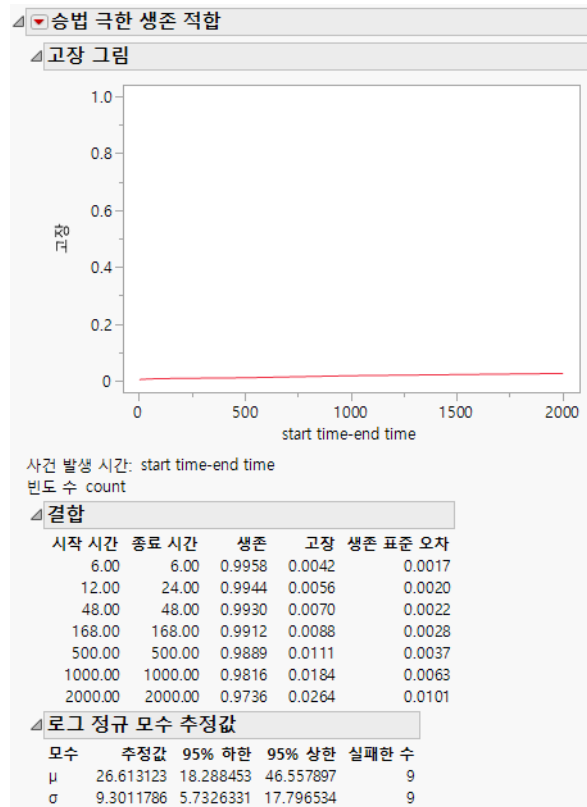 승법 극한 생존 적합
고장 그림
1.0
0.8
0.6
0.4
0.2
0
고장
0 500 1000 1500 2000
start time-end time
사건 발생 시간: start time-end time
빈도 수 count
결합
시작 시간 종료 시간 생존 고장 생존 표준 오차
6.00 6.00 0.9958 0.0042 0.0017
12.00 24.00 0.9944 0.0056 0.0020
48.00 48.00 0.9930 0.0070 0.0022
168.00 168.00 0.9912 0.0088 0.0028
500.00 500.00 0.9889 0.0111 0.0037
1000.00 1000.00 0.9816 0.0184 0.0063
2000.00 2000.00 0.9736 0.0264 0.0101
로그 정규 모수 추정값
모수 추정값 95% 하한 95% 상한 실패한 수
μ 26.613123 18.288453 46.557897 9
σ 9.3011786 5.7326331 17.796534 9